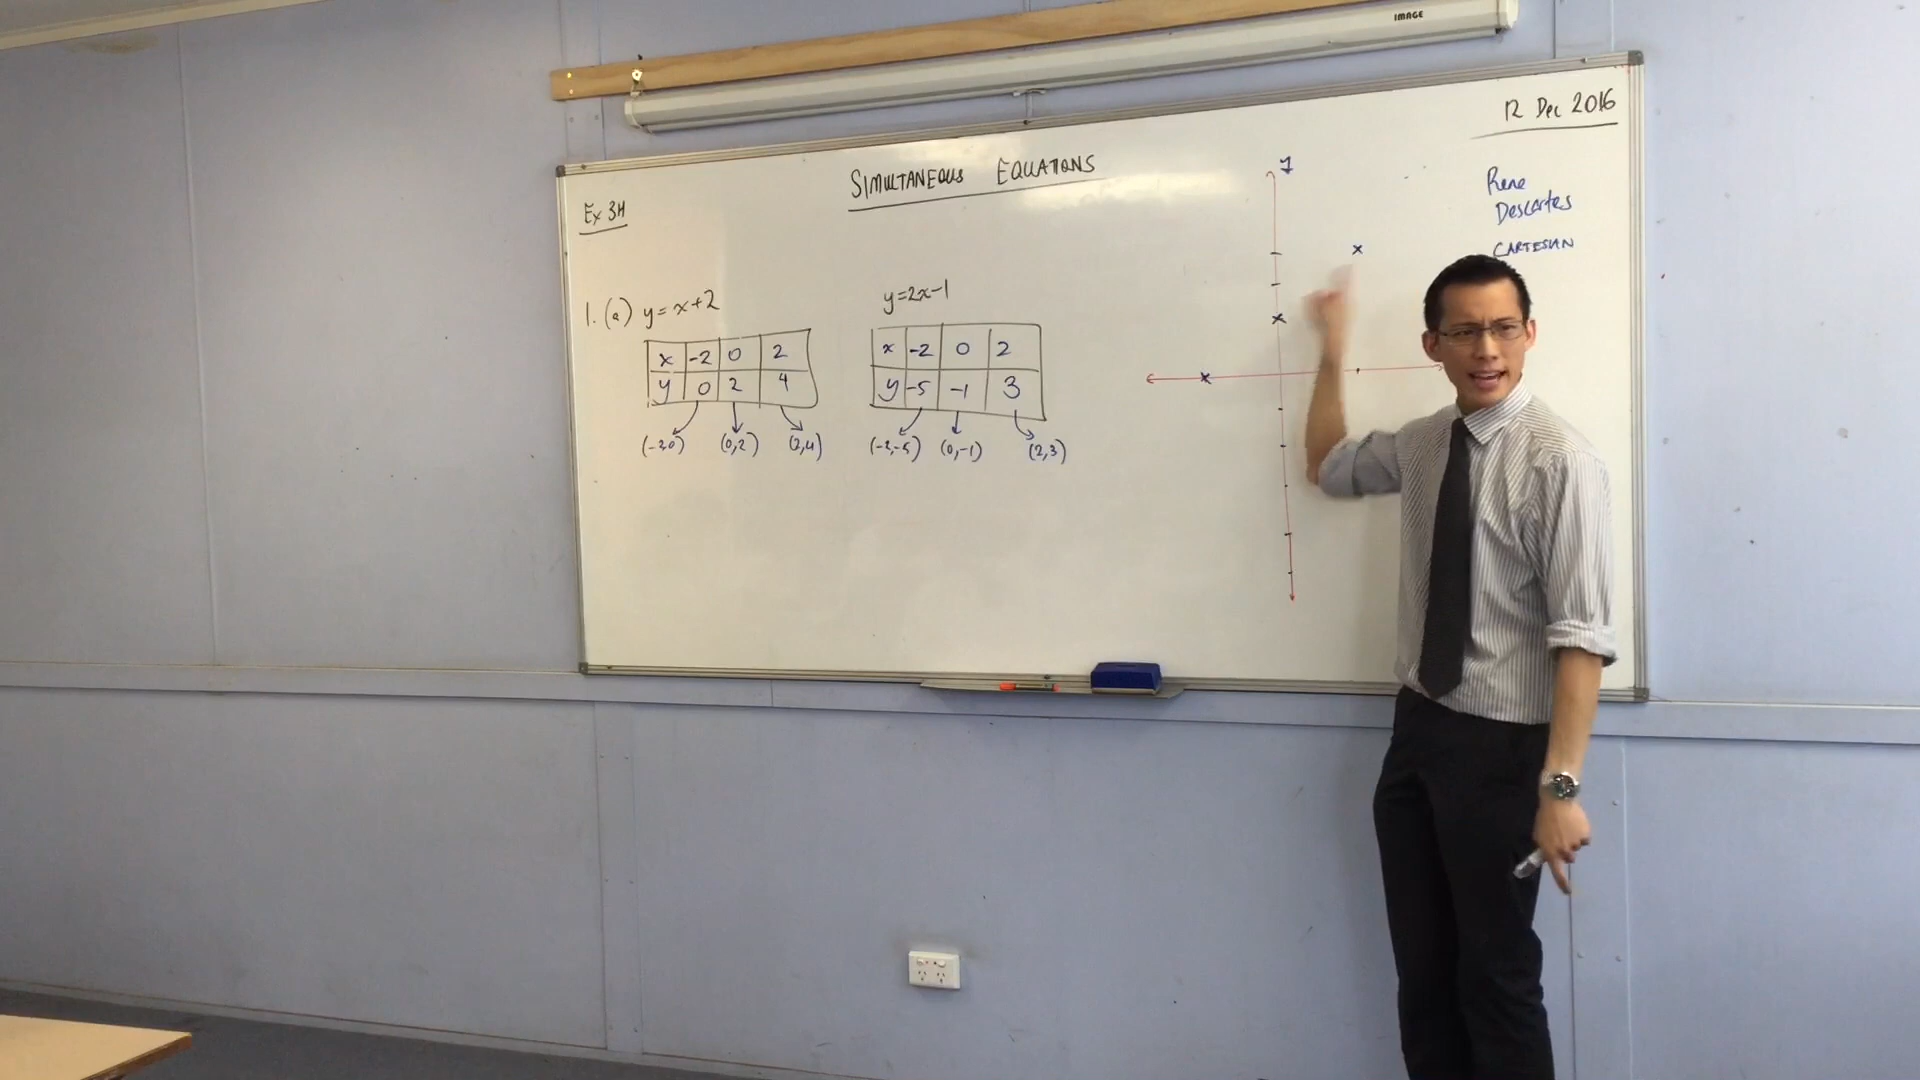 IMAGE
12 Dec 2016
SIMULTANEOUS EQUATIONS
Ex 3H
Rene
Descartes
CARTESIAN
y
1. (a) y = x+2
x -2 0 2
y 0 2 4
(-2,0) (0,2) (2,4)
y=2x-1
x -2 0 2
y -5 -1 3
(-2,-5) (0,-1) (2,3)